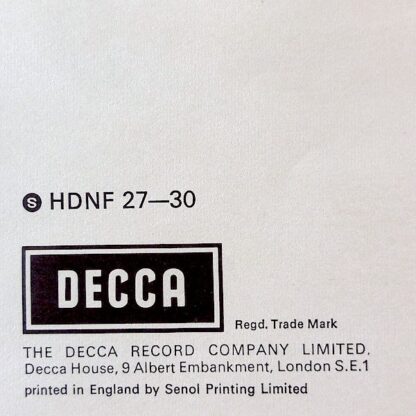 S HDNF 27—30
DECCA
Regd. Trade Mark
THE DECCA RECORD COMPANY LIMITED,
Decca House, 9 Albert Embankment, London S.E.1
printed in England by Senol Printing Limited